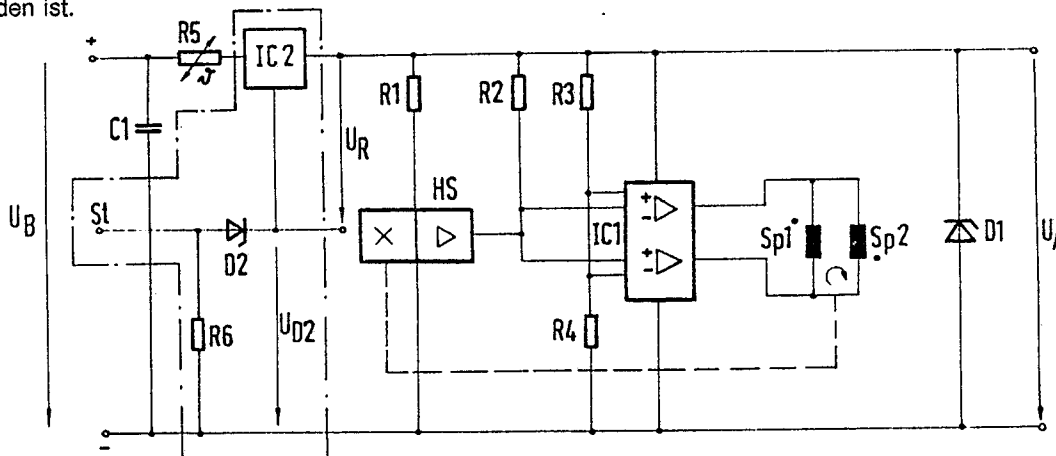 den ist.
+
R5
ϑ
IC2
R1
R2
R3
C1
U_R
HS
St
U_B
D2
+
-
IC1
+
-
Sp1
Sp2
D1
R6
U_D2
R4
-